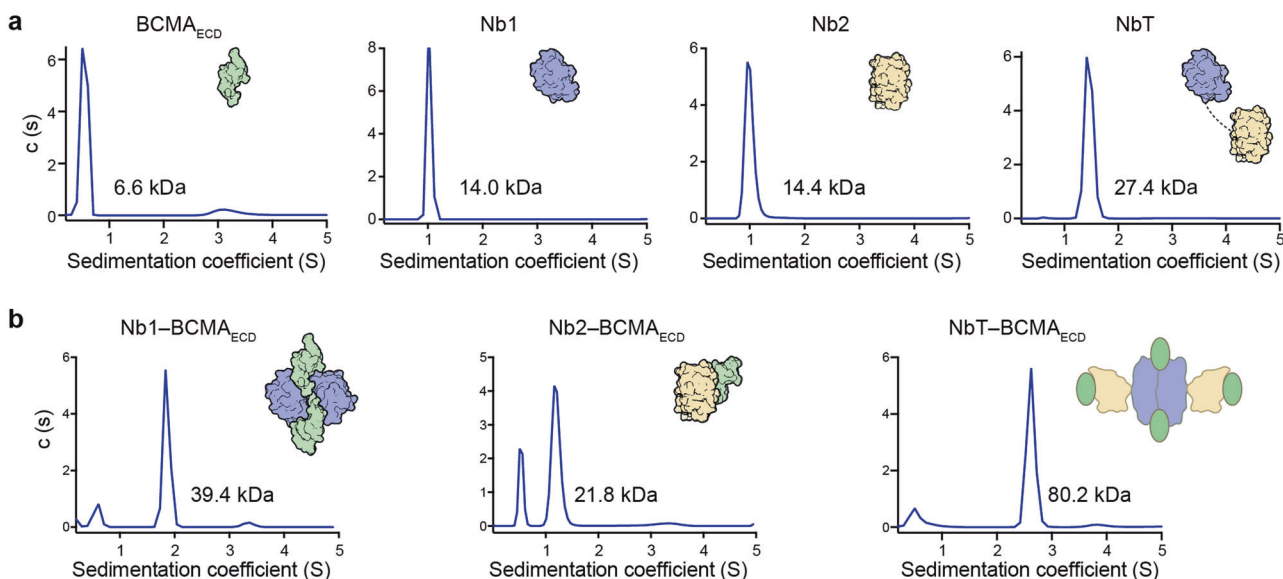 a
BCMA_ECD
Nb1
Nb2
NbT
c (s)
6
4
2
0
6.6 kDa
1 2 3 4 5
Sedimentation coefficient (S)
8
6
4
2
0
14.0 kDa
1 2 3 4 5
Sedimentation coefficient (S)
6
4
2
0
14.4 kDa
1 2 3 4 5
Sedimentation coefficient (S)
6
4
2
0
27.4 kDa
1 2 3 4 5
Sedimentation coefficient (S)
b
Nb1–BCMA_ECD
Nb2–BCMA_ECD
NbT–BCMA_ECD
c (s)
6
4
2
0
39.4 kDa
1 2 3 4 5
Sedimentation coefficient (S)
5
4
3
2
1
0
21.8 kDa
1 2 3 4 5
Sedimentation coefficient (S)
6
4
2
0
80.2 kDa
1 2 3 4 5
Sedimentation coefficient (S)